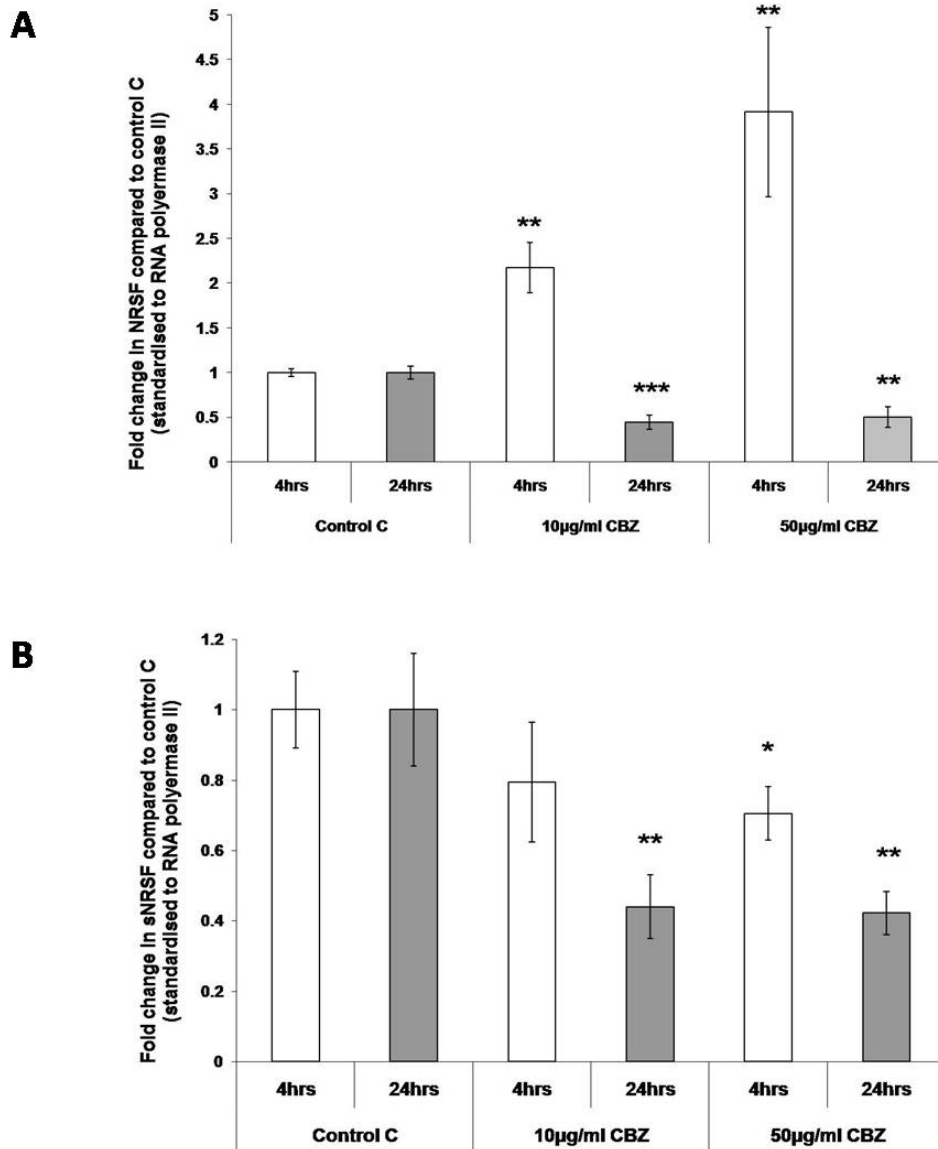 A
Fold change in NRSF compared to control C
(standardised to RNA polyermase II)
5
4.5
4
3.5
3
2.5
2
1.5
1
0.5
0
**
***
**
**
4hrs 24hrs 4hrs 24hrs 4hrs 24hrs
Control C 10µg/ml CBZ 50µg/ml CBZ
B
Fold change in sNRSF compared to control C
(standardised to RNA polyermase II)
1.2
1
0.8
0.6
0.4
0.2
0
**
*
**
4hrs 24hrs 4hrs 24hrs 4hrs 24hrs
Control C 10µg/ml CBZ 50µg/ml CBZ